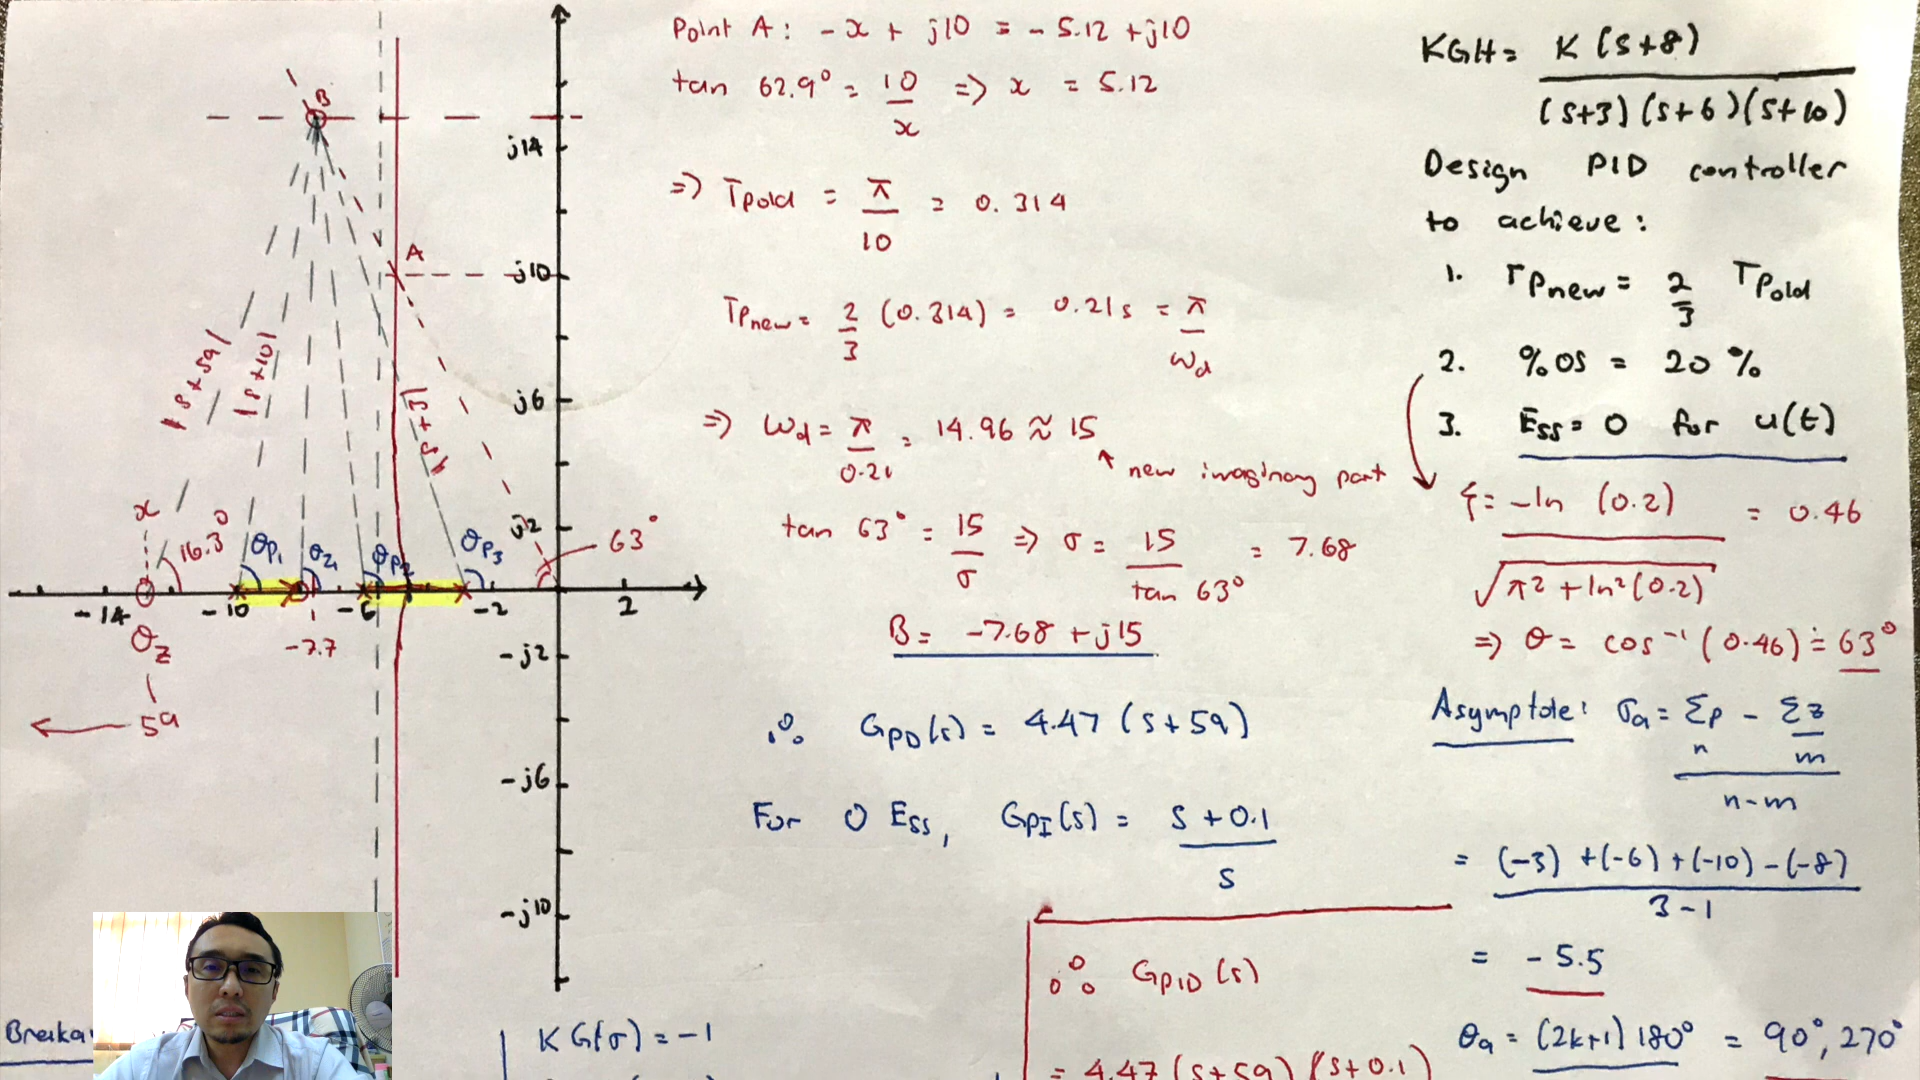 KGH = K (s+8)
(s+3)(s+6)(s+10)
Design PID controller
to achieve:
1. TPnew = 2/3 TPold
2. %OS = 20 %
3. Ess = 0 for u(t)
ζ = -ln (0.2) = 0.46
√π² + ln²(0.2)
=> θ = cos⁻¹ (0.46) = 63°
Asymptote: σa = Σp - Σz
n m
n-m
= (-3) + (-6) + (-10) - (-8)
3-1
= -5.5
θa = (2k+1) 180° = 90°, 270°
Point A: -x + j10 = -5.12 + j10
tan 62.9° = 10 => x = 5.12
x
=> TPold = π = 0.314
10
TPnew = 2 (0.314) = 0.21s = π
3 ωd
=> ωd = π = 14.96 ≈ 15
0.21
new imaginary part
tan 63° = 15 => σ = 15 = 7.68
σ tan 63°
B = -7.68 + j15
∴ GPD(s) = 4.47 (s+59)
For 0 Ess, GPI(s) = s+0.1
s
∴ GPID(s)
= 4.47 (s+59) (s+0.1)
KG(σ) = -1
B
j14
A
j10
j6
j2
63°
|s+59|
|s+10|
|s+3|
x
16.3°
θP1
θZ1
θP2
θP3
-14
-10
-6
-2
2
-7.7
θz
59
-j2
-j6
-j10